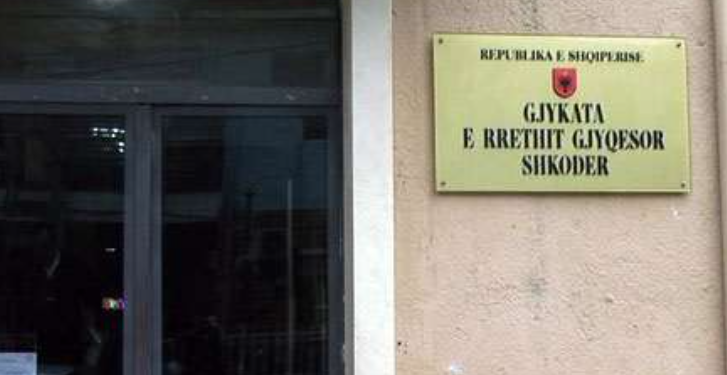 REPUBLIKA E SHQIPERISE
GJYKATA
E RRETHIT GJYQESOR
SHKODER